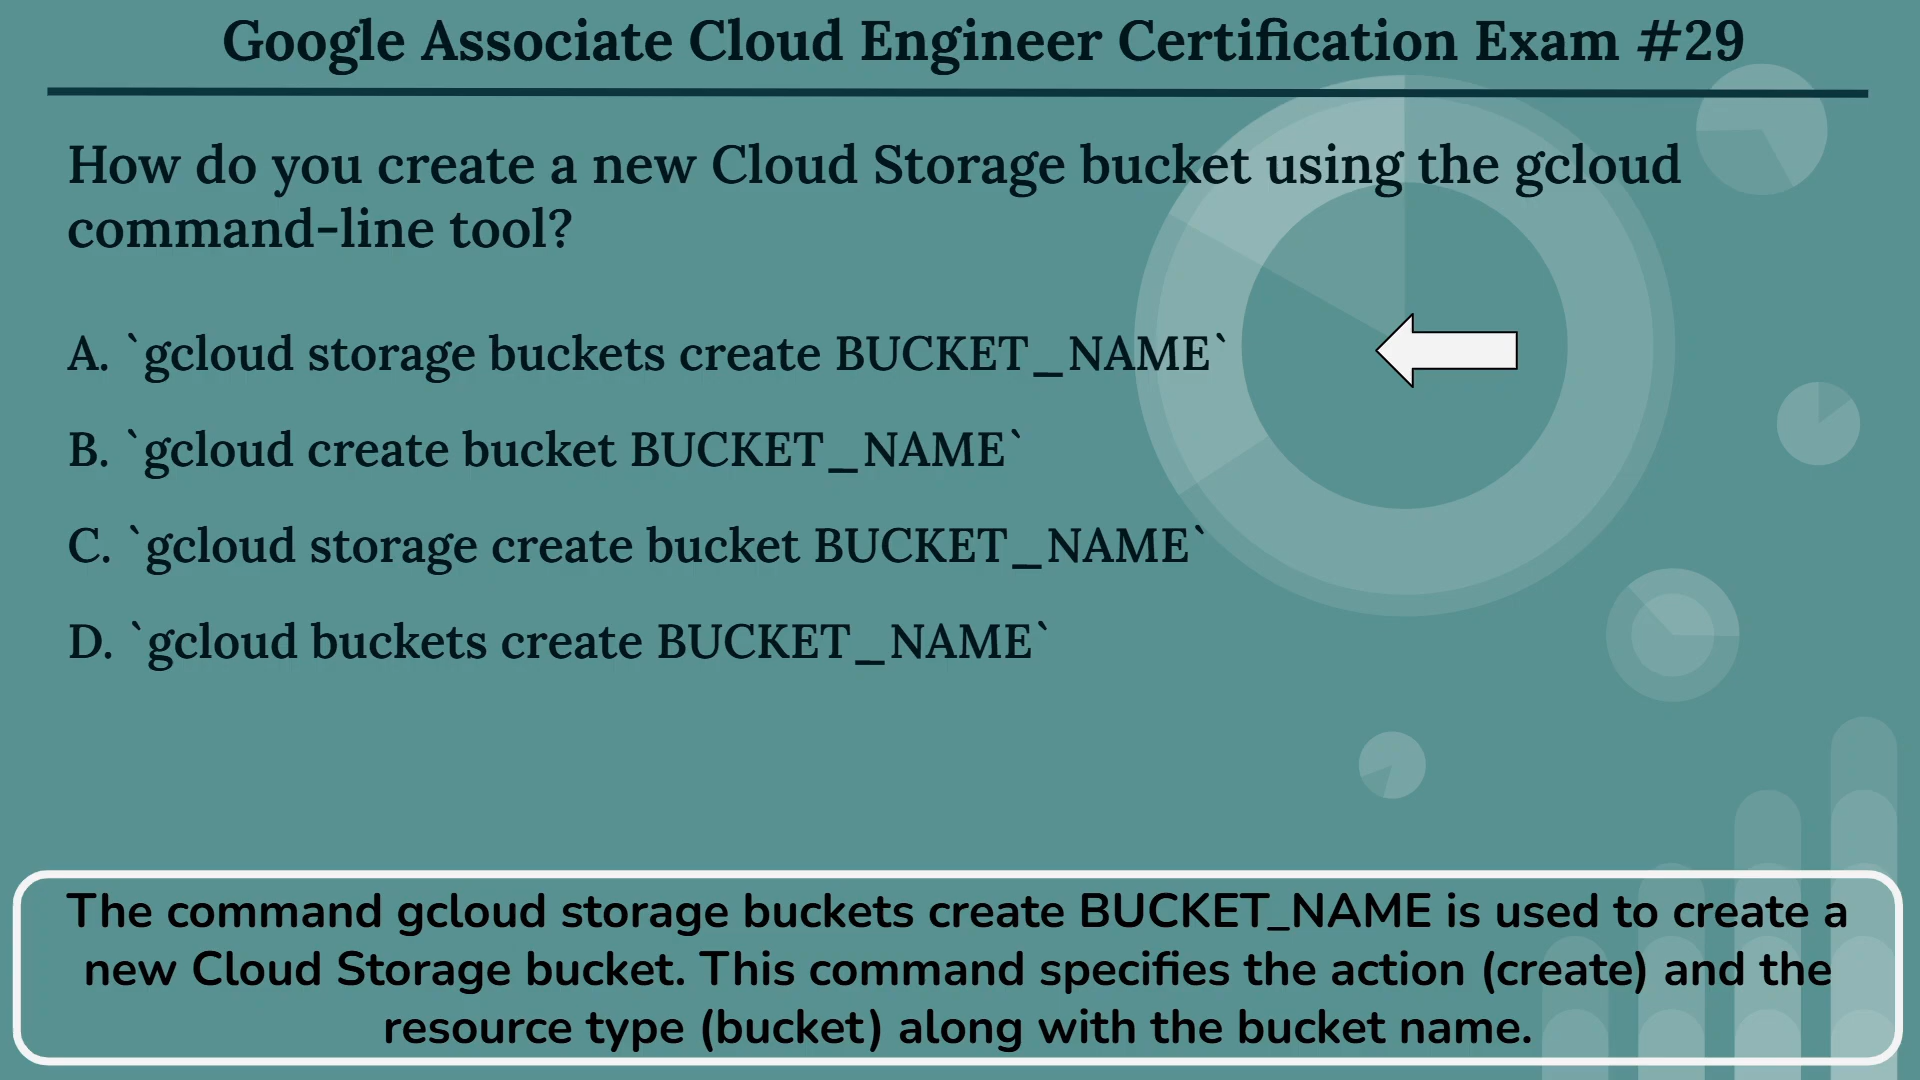 Google Associate Cloud Engineer Certification Exam #29
How do you create a new Cloud Storage bucket using the gcloud
command-line tool?
A. `gcloud storage buckets create BUCKET_NAME`
B. `gcloud create bucket BUCKET_NAME`
C. `gcloud storage create bucket BUCKET_NAME`
D. `gcloud buckets create BUCKET_NAME`
The command gcloud storage buckets create BUCKET_NAME is used to create a
new Cloud Storage bucket. This command specifies the action (create) and the
resource type (bucket) along with the bucket name.